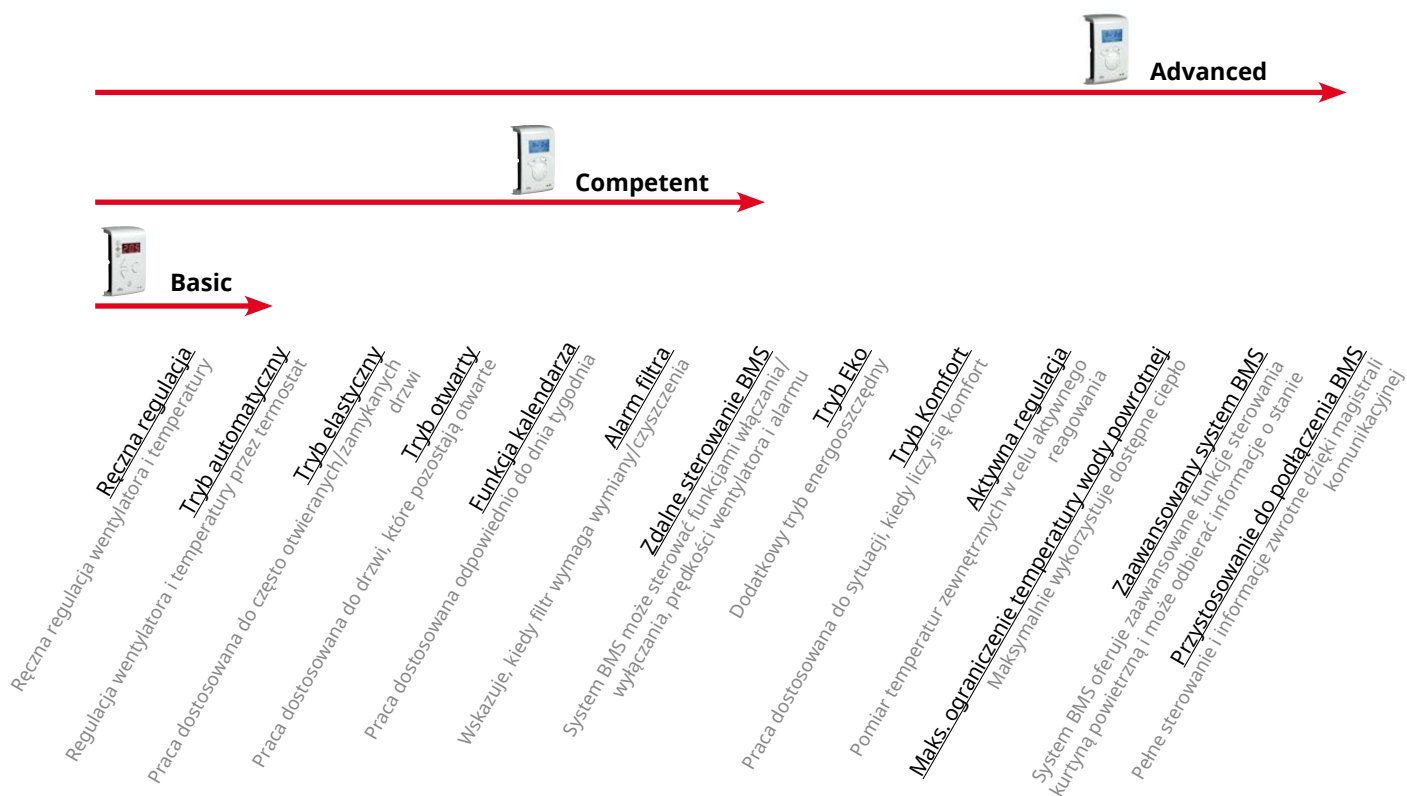 Advanced
Competent
Basic
Ręczna regulacja
Ręczna regulacja wentylatora i temperatury
Tryb automatyczny
Regulacja wentylatora i temperatury przez termostat
Tryb elastyczny
Praca dostosowana do często otwieranych/zamykanych
drzwi
Tryb otwarty
Praca dostosowana do drzwi, które pozostają otwarte
Funkcja kalendarza
Praca dostosowana odpowiednio do dnia tygodnia
Alarm filtra
Wskazuje, kiedy filtr wymaga wymiany/czyszczenia
Zdalne sterowanie BMS
System BMS może sterować funkcjami włączania/
wyłączania, prędkości wentylatora i alarmu
Tryb Eko
Dodatkowy tryb energooszczędny
Tryb Komfort
Praca dostosowana do sytuacji, kiedy liczy się komfort
Aktywna regulacja
Pomiar temperatur zewnętrznych w celu aktywnego
reagowania
Maks. ograniczenie temperatury wody powrotnej
Maksymalnie wykorzystuje dostępne ciepło
Zaawansowany system BMS
System BMS oferuje zaawansowane funkcje sterowania
kurtyną powietrzną i może odbierać informacje o stanie
Przystosowanie do podłączenia BMS
Pełne sterowanie i informacje zwrotne dzięki magistrali
komunikacyjnej